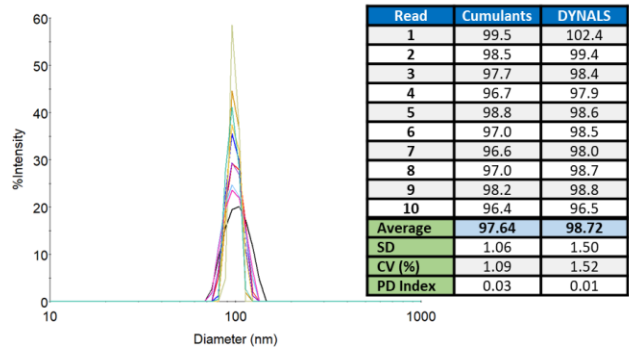 60
50
40
30
20
10
0
%Intensity
10 100 1000
Diameter (nm)
Read Cumulants DYNALS
1 99.5 102.4
2 98.5 99.4
3 97.7 98.4
4 96.7 97.9
5 98.8 98.6
6 97.0 98.5
7 96.6 98.0
8 97.0 98.7
9 98.2 98.8
10 96.4 96.5
Average 97.64 98.72
SD 1.06 1.50
CV (%) 1.09 1.52
PD Index 0.03 0.01